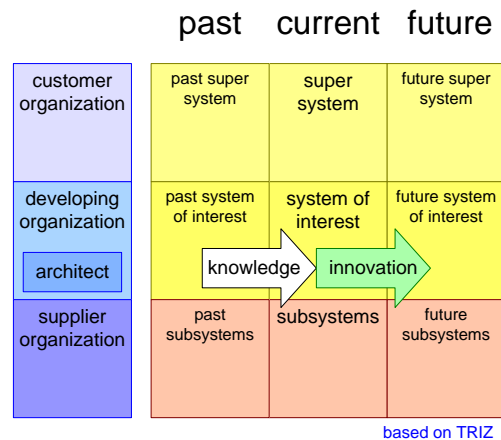 past current future
customer
organization
past super
system
super
system
future super
system
developing
organization
architect
past system
of interest
system of
interest
future system
of interest
knowledge
innovation
supplier
organization
past
subsystems
subsystems
future
subsystems
based on TRIZ